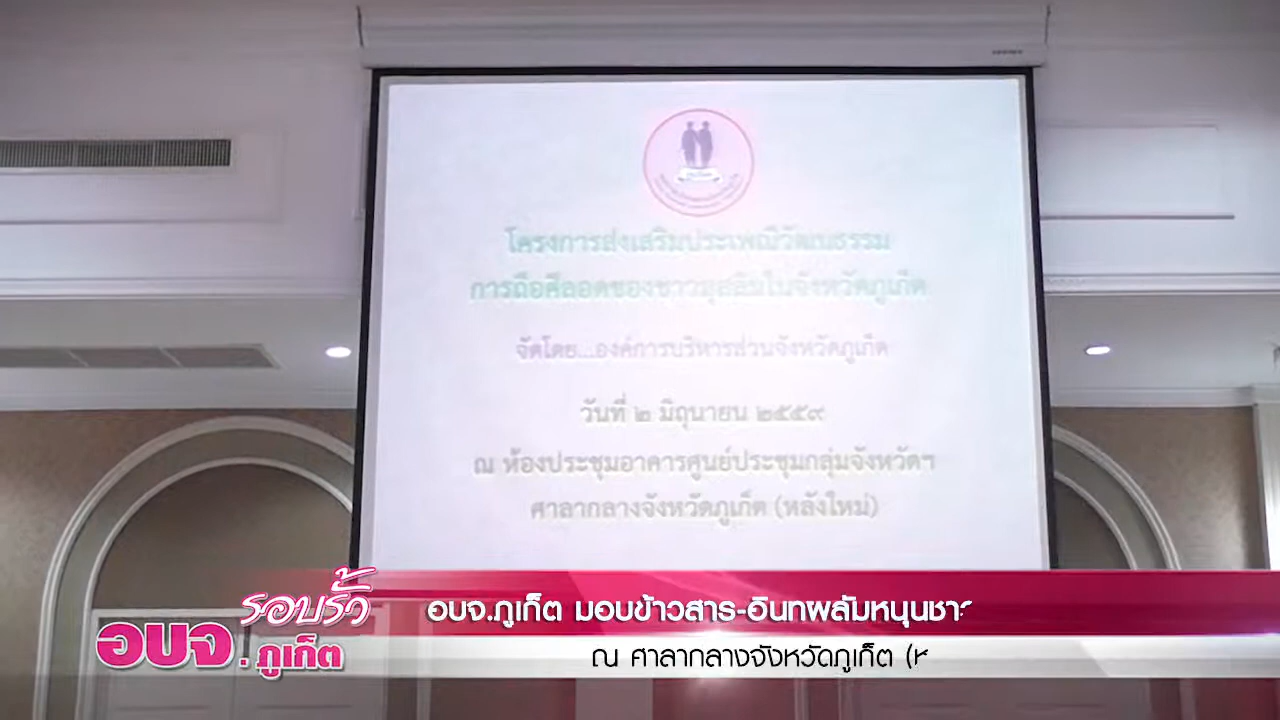 โครงการส่งเสริมประเพณีวัฒนธรรม
การถือศีลอดของชาวมุสลิมในจังหวัดภูเก็ต
จัดโดย...องค์การบริหารส่วนจังหวัดภูเก็ต
วันที่ ๒ มิถุนายน ๒๕๕๙
ณ ห้องประชุมอาคารศูนย์ประชุมกลุ่มจังหวัดฯ
ศาลากลางจังหวัดภูเก็ต (หลังใหม่)
รอบรั้ว
อบจ.ภูเก็ต
อบจ.ภูเก็ต มอบข้าวสาร-อินทผลัมหนุนชา
ณ ศาลากลางจังหวัดภูเก็ต (